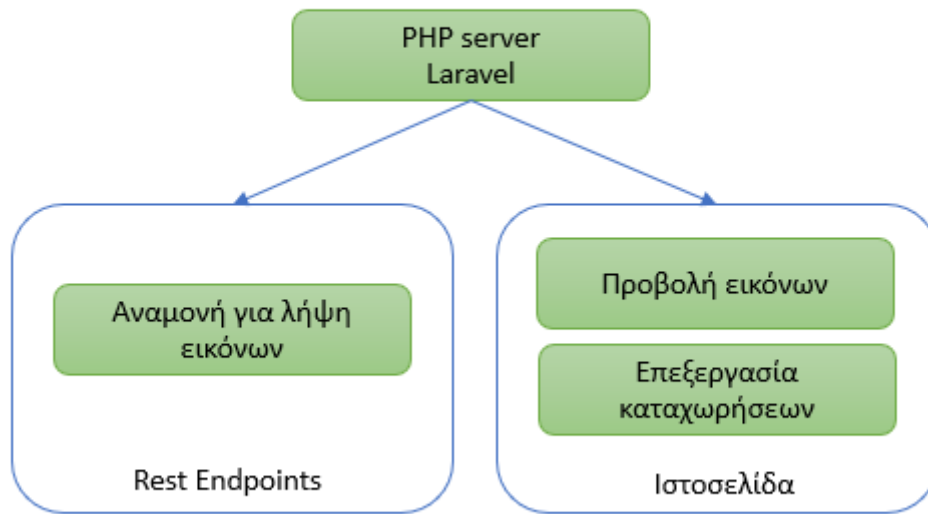 PHP server
Laravel
Αναμονή για λήψη
εικόνων
Rest Endpoints
Προβολή εικόνων
Επεξεργασία
καταχωρήσεων
Ιστοσελίδα